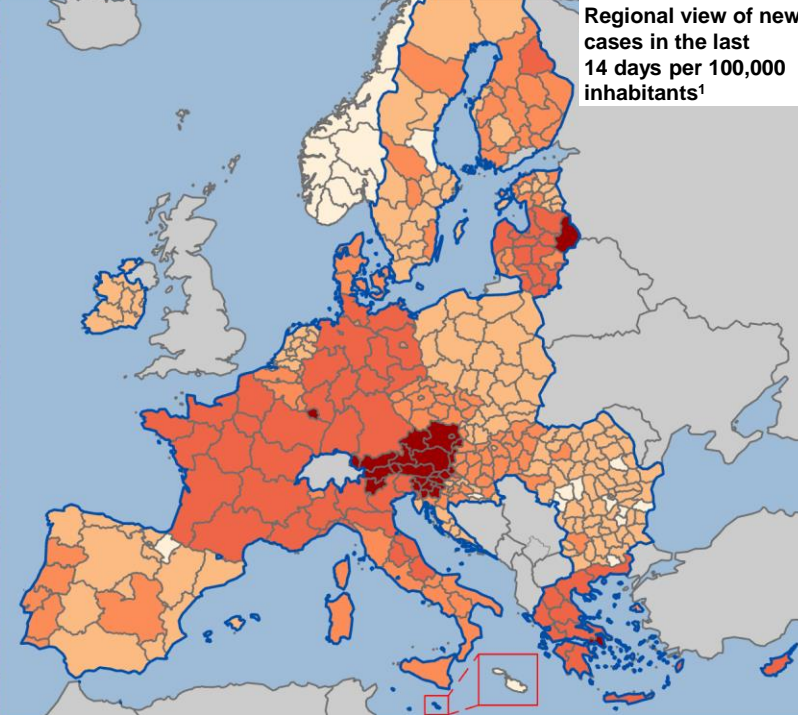 Regional view of new
cases in the last
14 days per 100,000
inhabitants¹